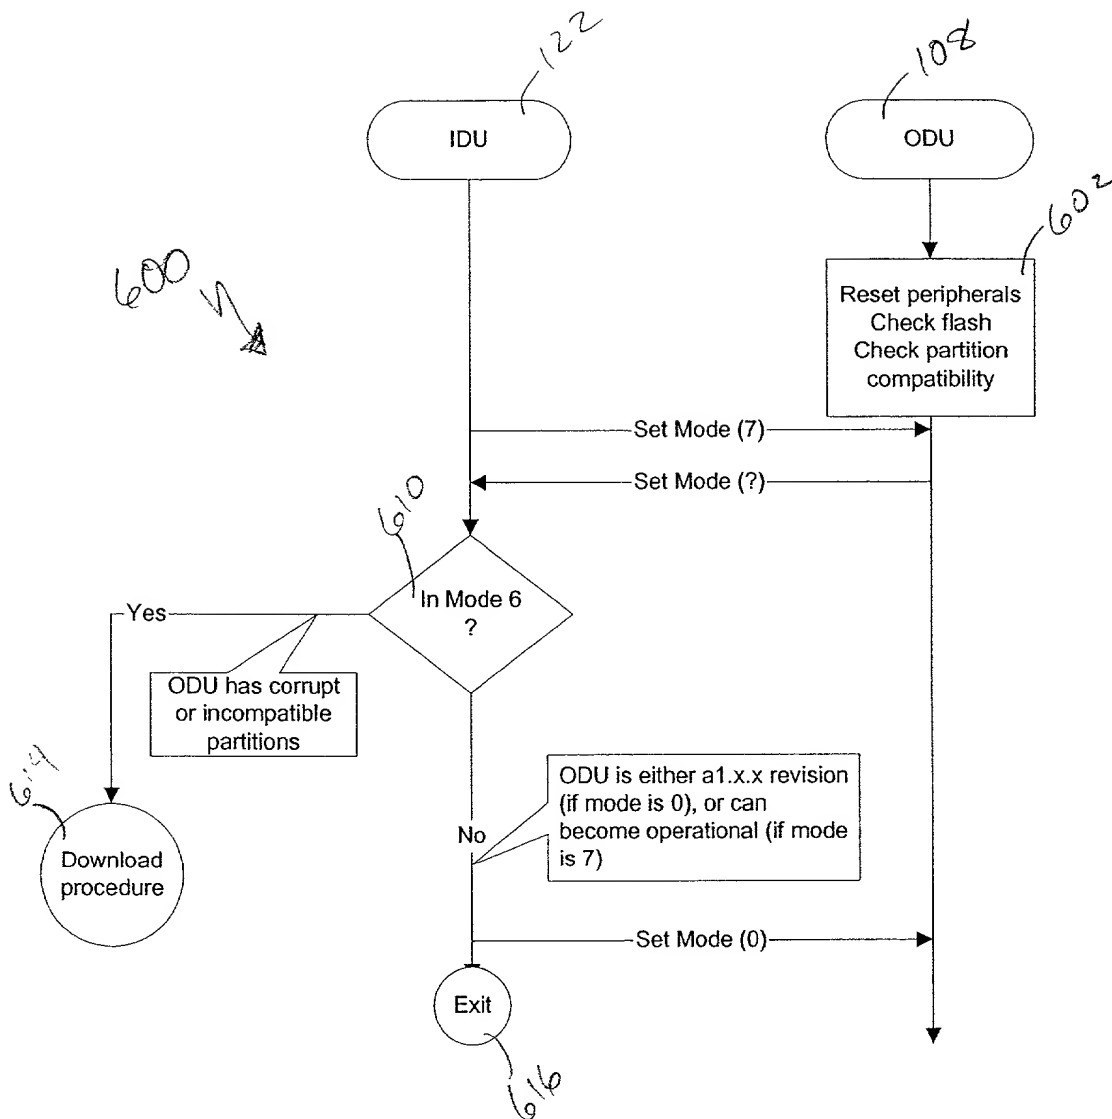 122
108
IDU
ODU
602
600
Reset peripherals
Check flash
Check partition
compatibility
Set Mode (7)
Set Mode (?)
610
In Mode 6
?
Yes
ODU has corrupt
or incompatible
partitions
ODU is either a1.x.x revision
(if mode is 0), or can
become operational (if mode
is 7)
No
614
Download
procedure
Set Mode (0)
Exit
616